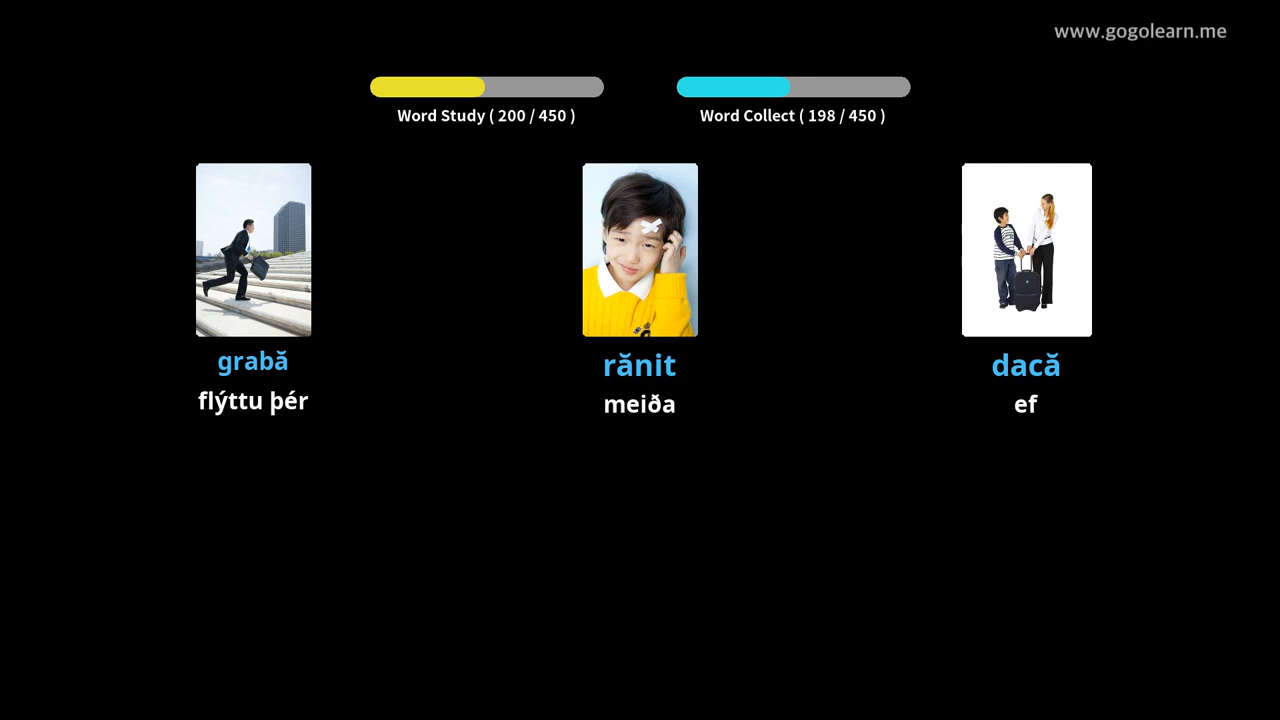 www.gogolearn.me
Word Study ( 200 / 450 )
Word Collect ( 198 / 450 )
grabă
rănit
dacă
flýttu þér
meiða
ef